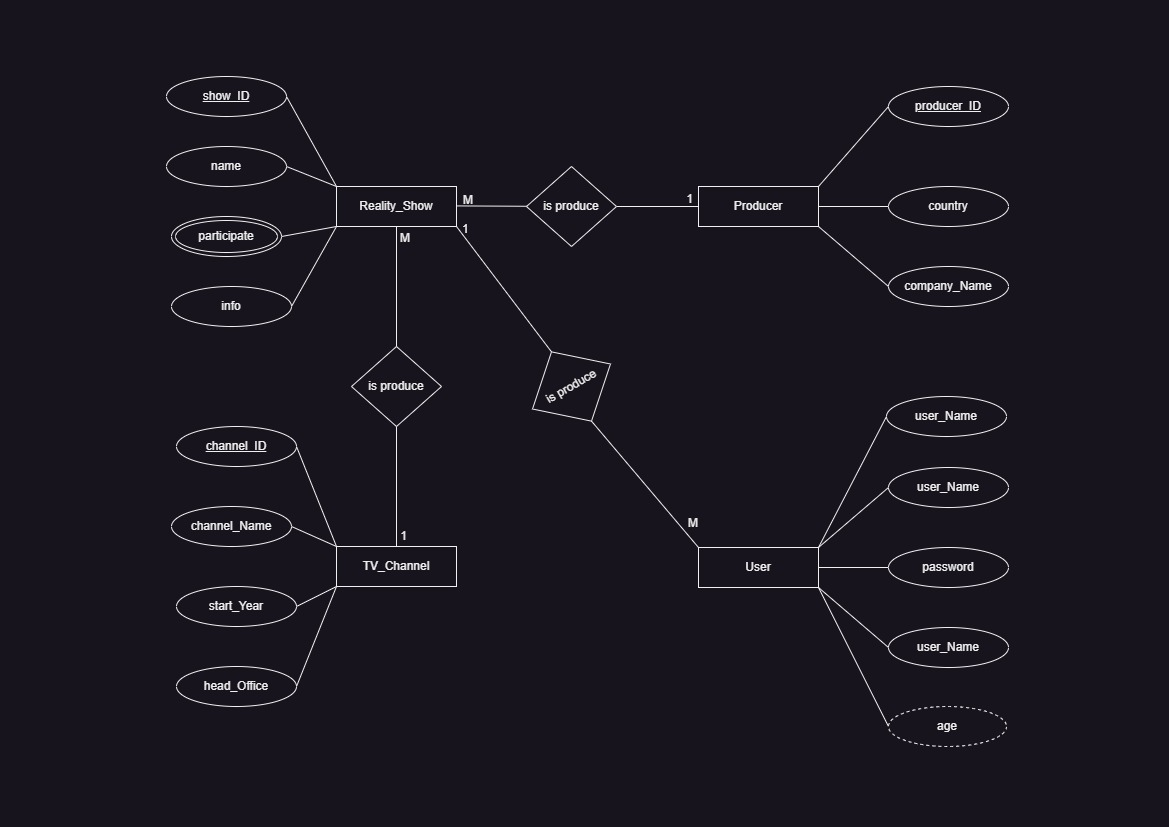 show_ID
name
participate
info
Reality_Show
M
M
1
is produce
1
Producer
producer_ID
country
company_Name
is produce
is produce
channel_ID
channel_Name
start_Year
head_Office
1
TV_Channel
M
User
user_Name
user_Name
password
user_Name
age